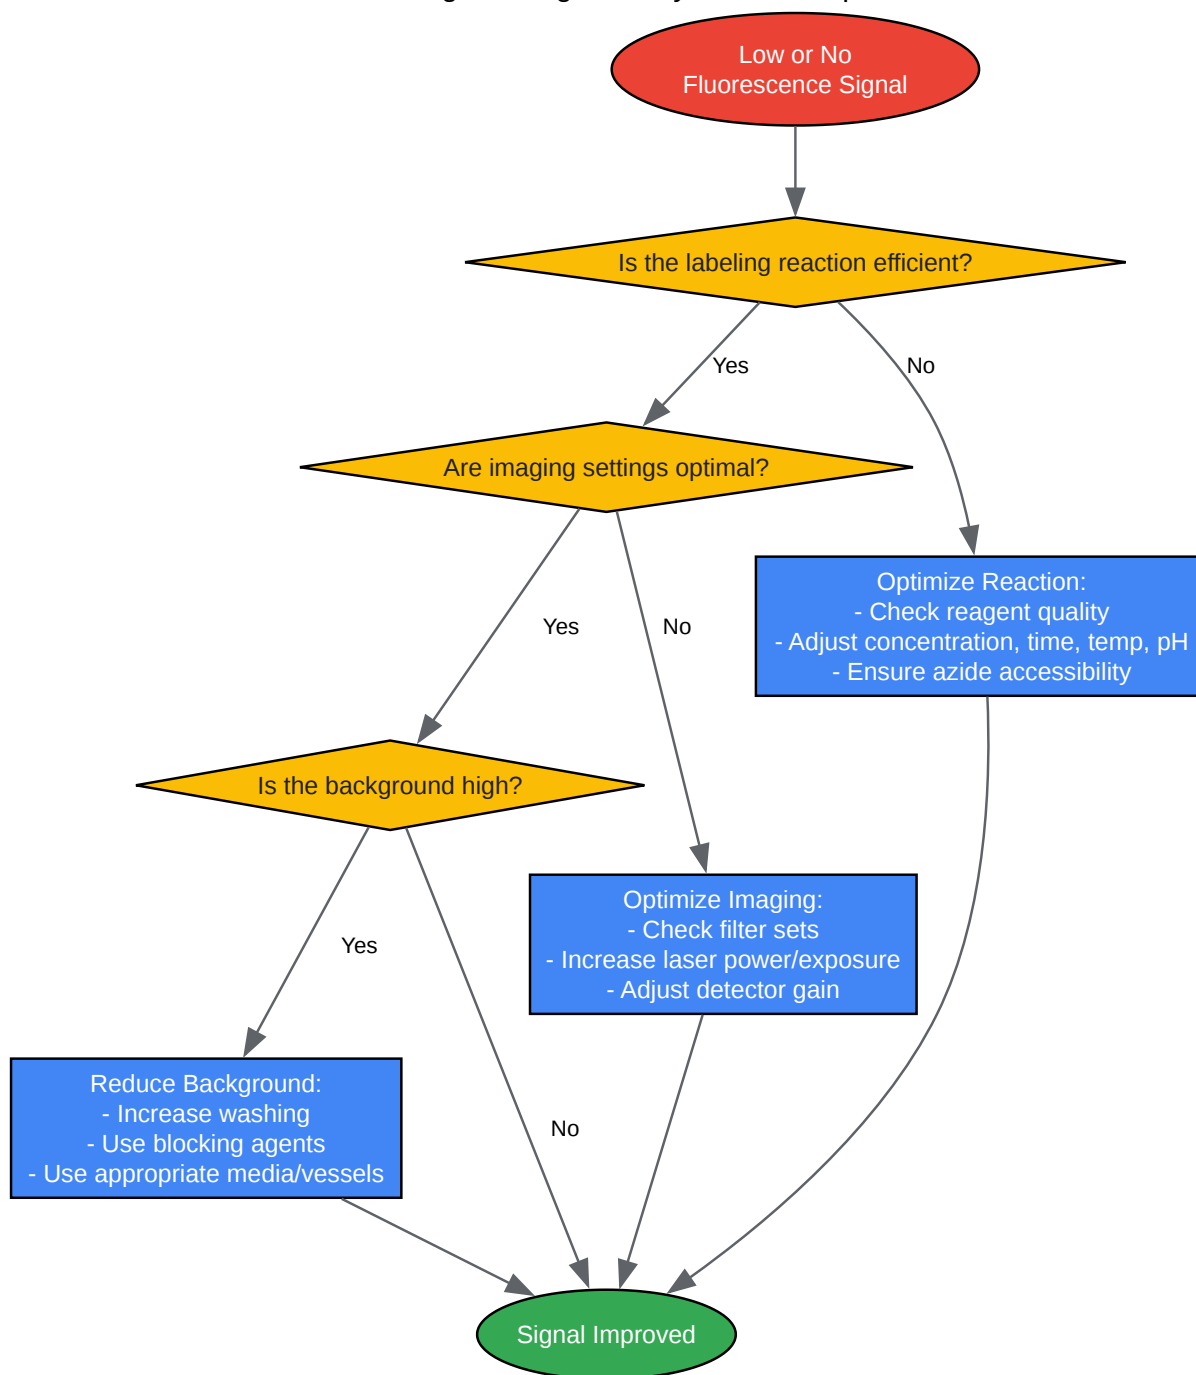 Low or No
Fluorescence Signal
Is the labeling reaction efficient?
Yes
No
Are imaging settings optimal?
Optimize Reaction:
- Check reagent quality
- Adjust concentration, time, temp, pH
- Ensure azide accessibility
Yes
No
Is the background high?
Optimize Imaging:
- Check filter sets
- Increase laser power/exposure
- Adjust detector gain
Yes
No
Reduce Background:
- Increase washing
- Use blocking agents
- Use appropriate media/vessels
Signal Improved